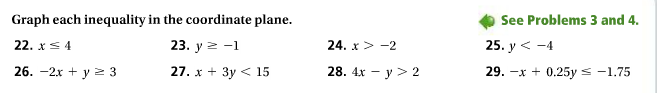 Graph each inequality in the coordinate plane. See Problems 3 and 4.
22. x ≤ 4 23. y ≥ −1 24. x > −2 25. y < −4
26. −2x + y ≥ 3 27. x + 3y < 15 28. 4x − y > 2 29. −x + 0.25y ≤ −1.75